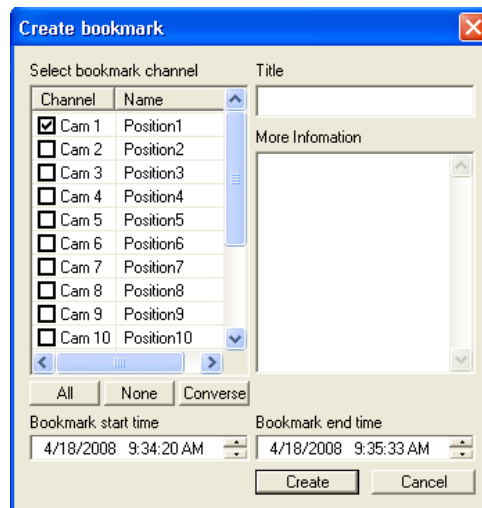 Create bookmark
Select bookmark channel
Title
Channel Name
Cam 1 Position1
Cam 2 Position2
Cam 3 Position3
Cam 4 Position4
Cam 5 Position5
Cam 6 Position6
Cam 7 Position7
Cam 8 Position8
Cam 9 Position9
Cam 10 Position10
More Infomation
All None Converse
Bookmark start time
4/18/2008 9:34:20 AM
Bookmark end time
4/18/2008 9:35:33 AM
Create Cancel